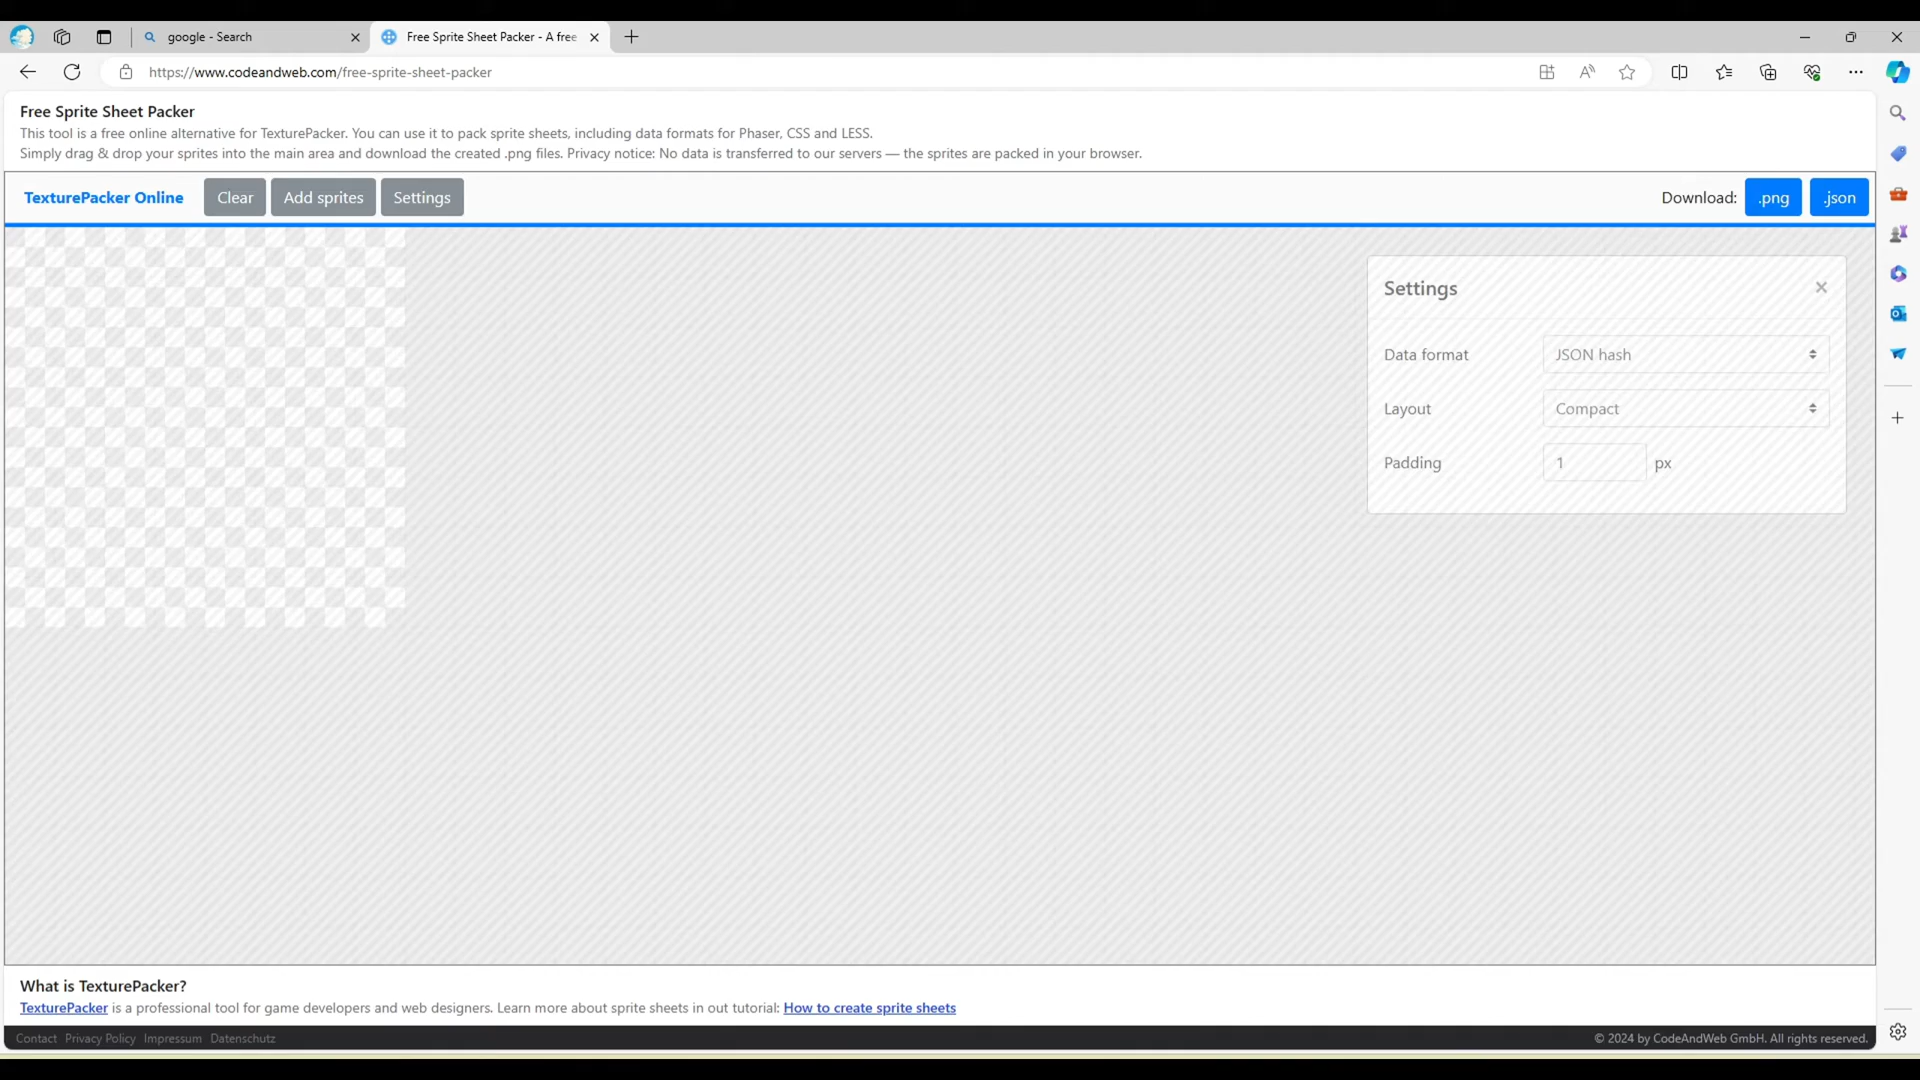 google - Search
Free Sprite Sheet Packer - A free
https://www.codeandweb.com/free-sprite-sheet-packer
Free Sprite Sheet Packer
This tool is a free online alternative for TexturePacker. You can use it to pack sprite sheets, including data formats for Phaser, CSS and LESS.
Simply drag & drop your sprites into the main area and download the created .png files. Privacy notice: No data is transferred to our servers — the sprites are packed in your browser.
TexturePacker Online Clear Add sprites Settings Download: .png .json
Settings
Data format JSON hash
Layout Compact
Padding 1 px
What is TexturePacker?
TexturePacker is a professional tool for game developers and web designers. Learn more about sprite sheets in out tutorial: How to create sprite sheets
Contact Privacy Policy Impressum Datenschutz © 2024 by CodeAndWeb GmbH. All rights reserved.